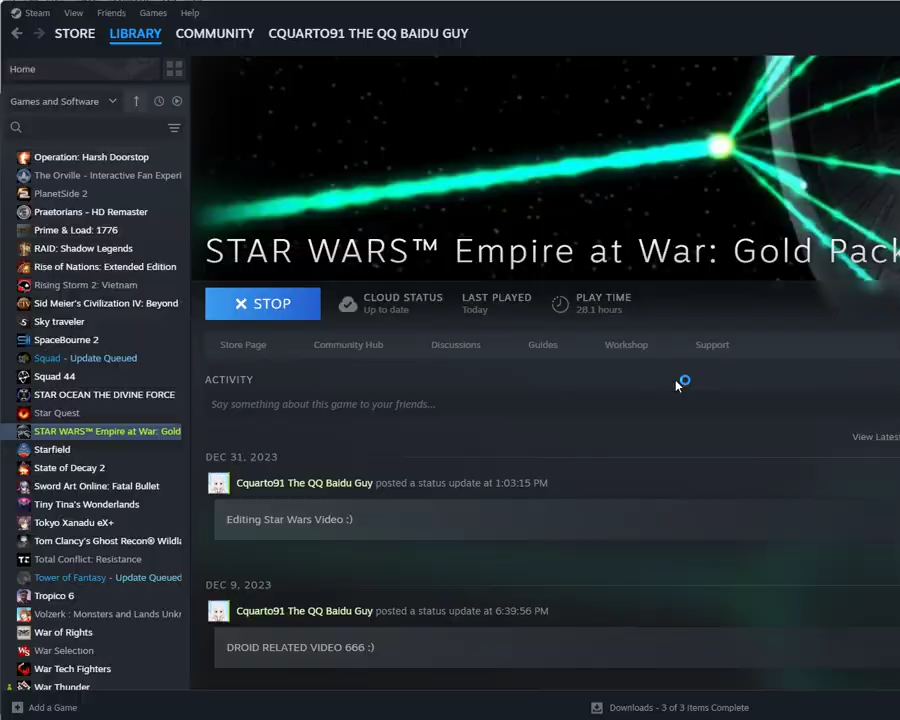 Steam View Friends Games Help
STORE LIBRARY COMMUNITY CQUARTO91 THE QQ BAIDU GUY
Home
Games and Software
STAR WARS™ Empire at War: Gold Pack
Operation: Harsh Doorstop
The Orville - Interactive Fan Experi
PlanetSide 2
Praetorians - HD Remaster
Prime & Load: 1776
RAID: Shadow Legends
Rise of Nations: Extended Edition
Rising Storm 2: Vietnam
Sid Meier's Civilization IV: Beyond
Sky traveler
SpaceBourne 2
Squad - Update Queued
Squad 44
STAR OCEAN THE DIVINE FORCE
Star Quest
STAR WARS™ Empire at War: Gold
Starfield
State of Decay 2
Sword Art Online: Fatal Bullet
Tiny Tina's Wonderlands
Tokyo Xanadu eX+
Tom Clancy's Ghost Recon® Wildla
Total Conflict: Resistance
Tower of Fantasy - Update Queued
Tropico 6
Volzerk : Monsters and Lands Unkr
War of Rights
War Selection
War Tech Fighters
War Thunder
STOP
CLOUD STATUS
Up to date
LAST PLAYED
Today
PLAY TIME
28.1 hours
Store Page Community Hub Discussions Guides Workshop Support
ACTIVITY
Say something about this game to your friends...
View Latest
DEC 31, 2023
Cquarto91 The QQ Baidu Guy posted a status update at 1:03:15 PM
Editing Star Wars Video :)
DEC 9, 2023
Cquarto91 The QQ Baidu Guy posted a status update at 6:39:56 PM
DROID RELATED VIDEO 666 :)
Add a Game
Downloads - 3 of 3 Items Complete